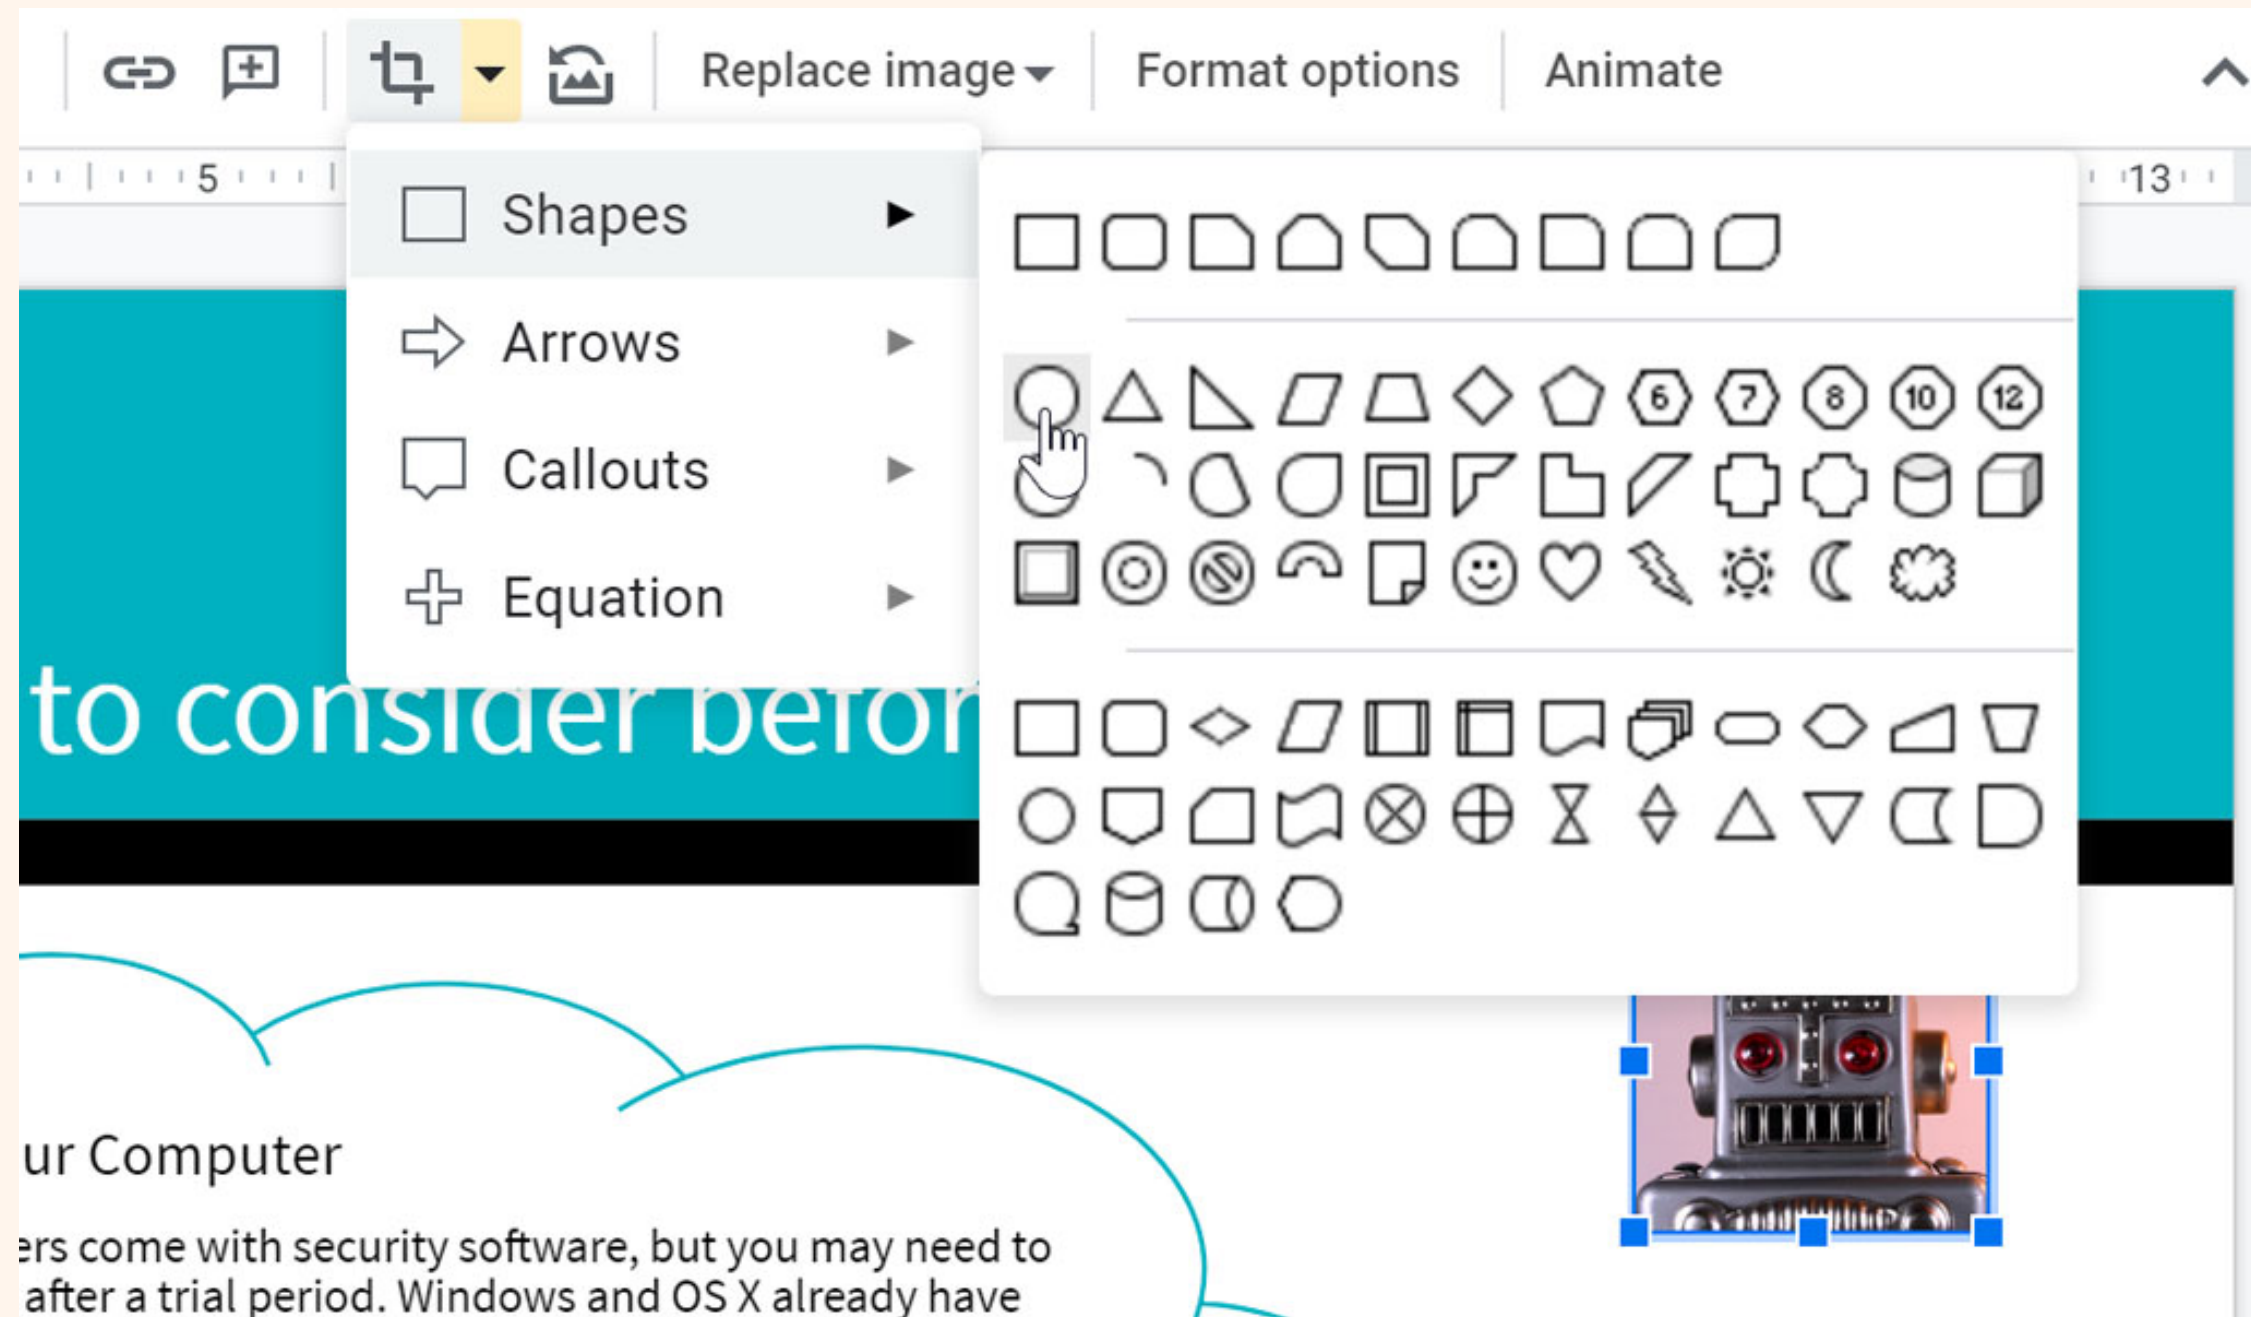 Replace image
Format options
Animate
5
13
Shapes
Arrows
Callouts
Equation
6 7 8 10 12
to consider befor
ur Computer
ers come with security software, but you may need to
after a trial period. Windows and OS X already have